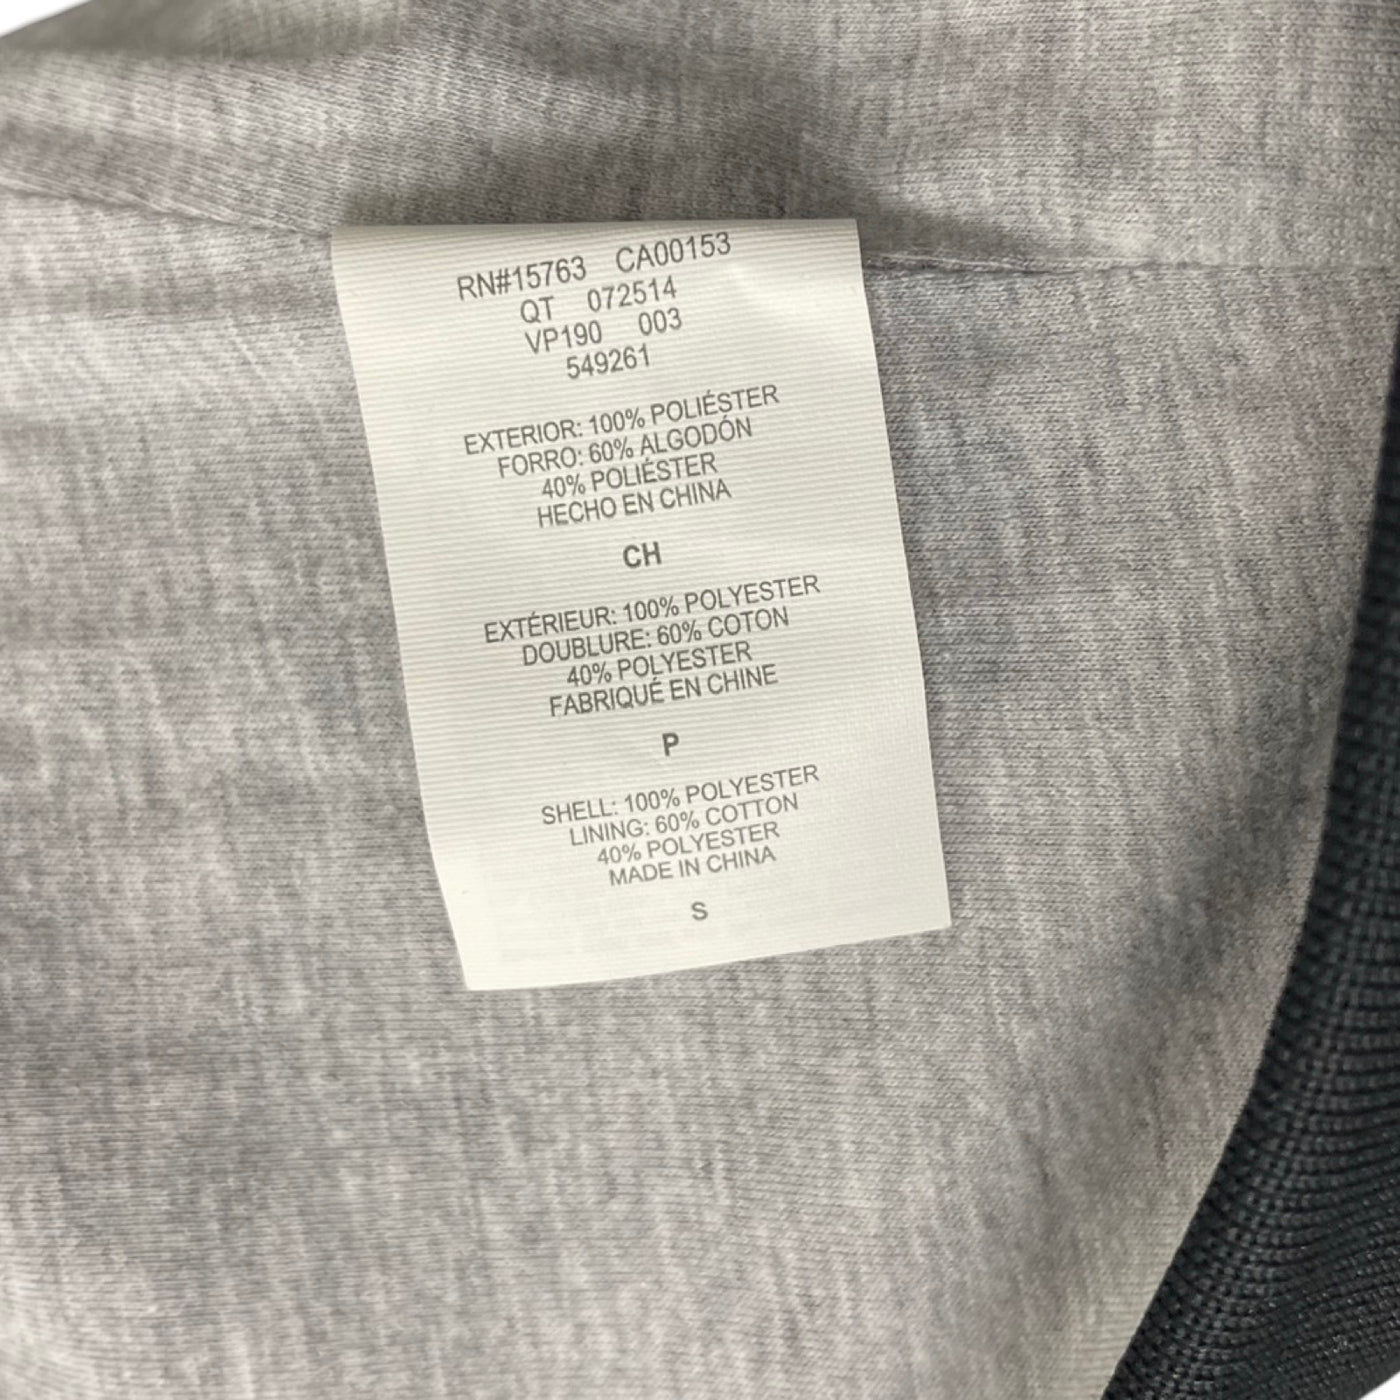 RN#15763 CA00153
QT 072514
VP190 003
549261
EXTERIOR: 100% POLIÉSTER
FORRO: 60% ALGODÓN
40% POLIÉSTER
HECHO EN CHINA
CH
EXTÉRIEUR: 100% POLYESTER
DOUBLURE: 60% COTON
40% POLYESTER
FABRIQUÉ EN CHINE
P
SHELL: 100% POLYESTER
LINING: 60% COTTON
40% POLYESTER
MADE IN CHINA
S